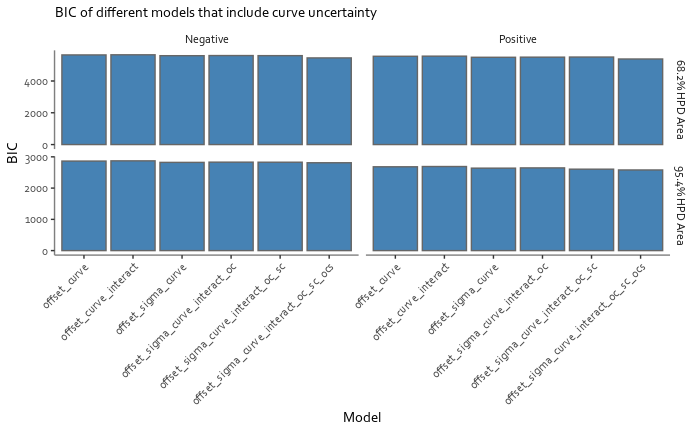 BIC of different models that include curve uncertainty
Negative
Positive
BIC
4000
2000
0
68.2% HPD Area
3000
2000
1000
0
95.4% HPD Area
offset_curve
offset_curve_interact
offset_sigma_curve
offset_sigma_curve_interact_oc
offset_sigma_curve_interact_oc_sc
offset_sigma_curve_interact_oc_sc_ocs
offset_curve
offset_curve_interact
offset_sigma_curve
offset_sigma_curve_interact_oc
offset_sigma_curve_interact_oc_sc
offset_sigma_curve_interact_oc_sc_ocs
Model